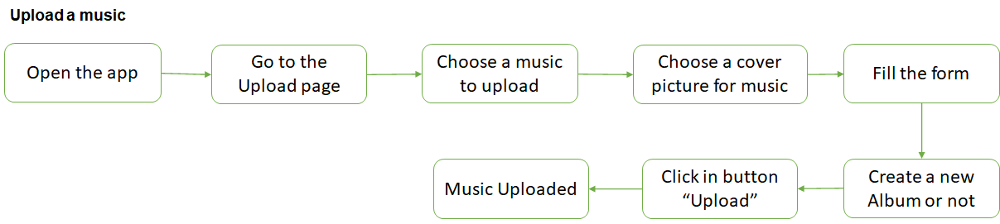 Upload a music
Open the app
Go to the
Upload page
Choose a music
to upload
Choose a cover
picture for music
Fill the form
Create a new
Album or not
Click in button
“Upload”
Music Uploaded